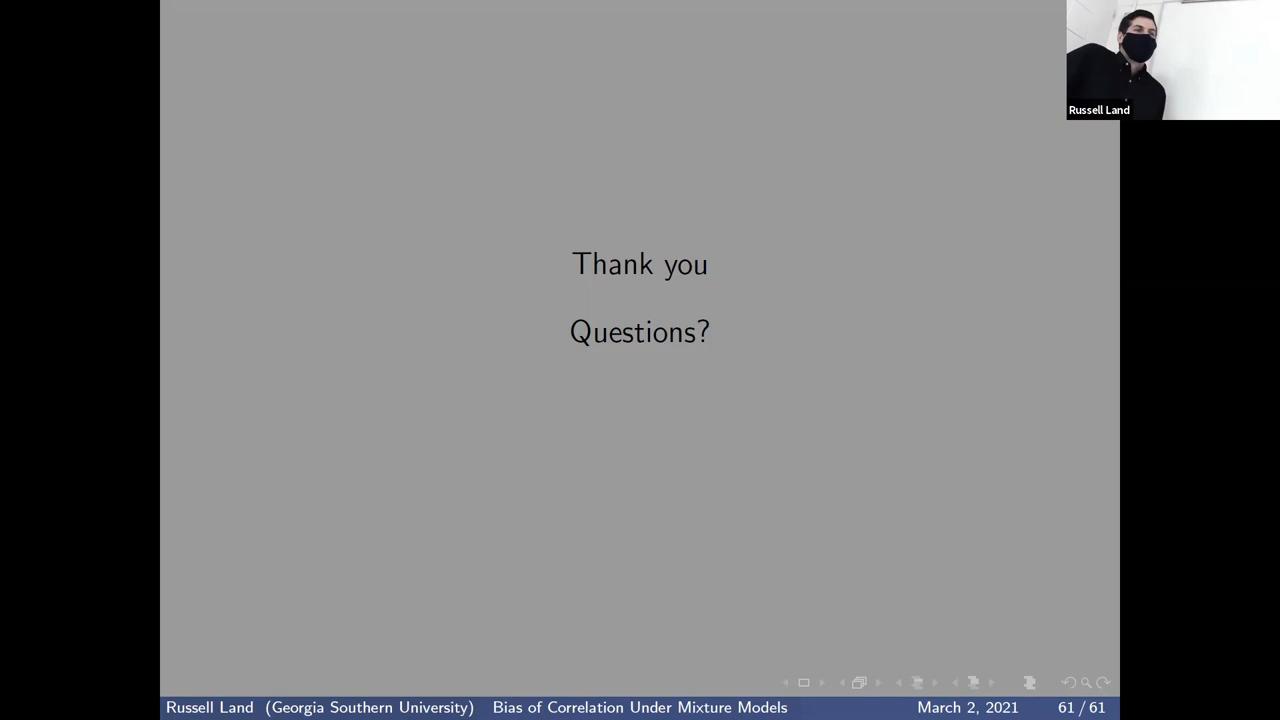 Russell Land
Thank you
Questions?
Russell Land (Georgia Southern University) Bias of Correlation Under Mixture Models March 2, 2021 61 / 61